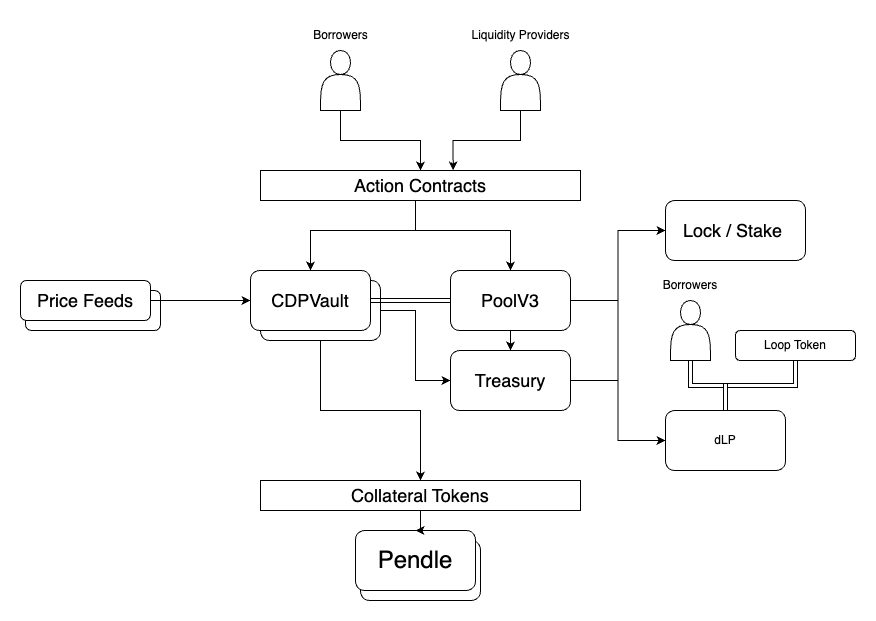 Borrowers
Liquidity Providers
Action Contracts
Lock / Stake
Price Feeds
CDPVault
PoolV3
Borrowers
Loop Token
Treasury
dLP
Collateral Tokens
Pendle